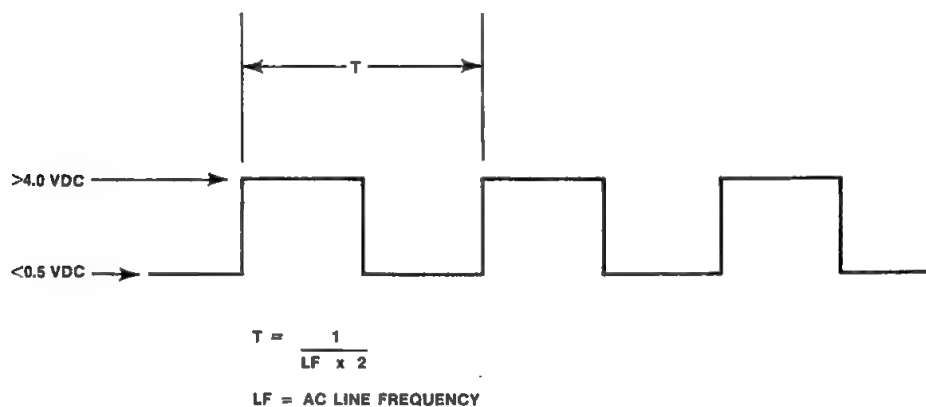 T
>4.0 VDC
<0.5 VDC
T = 1
LF x 2
LF = AC LINE FREQUENCY